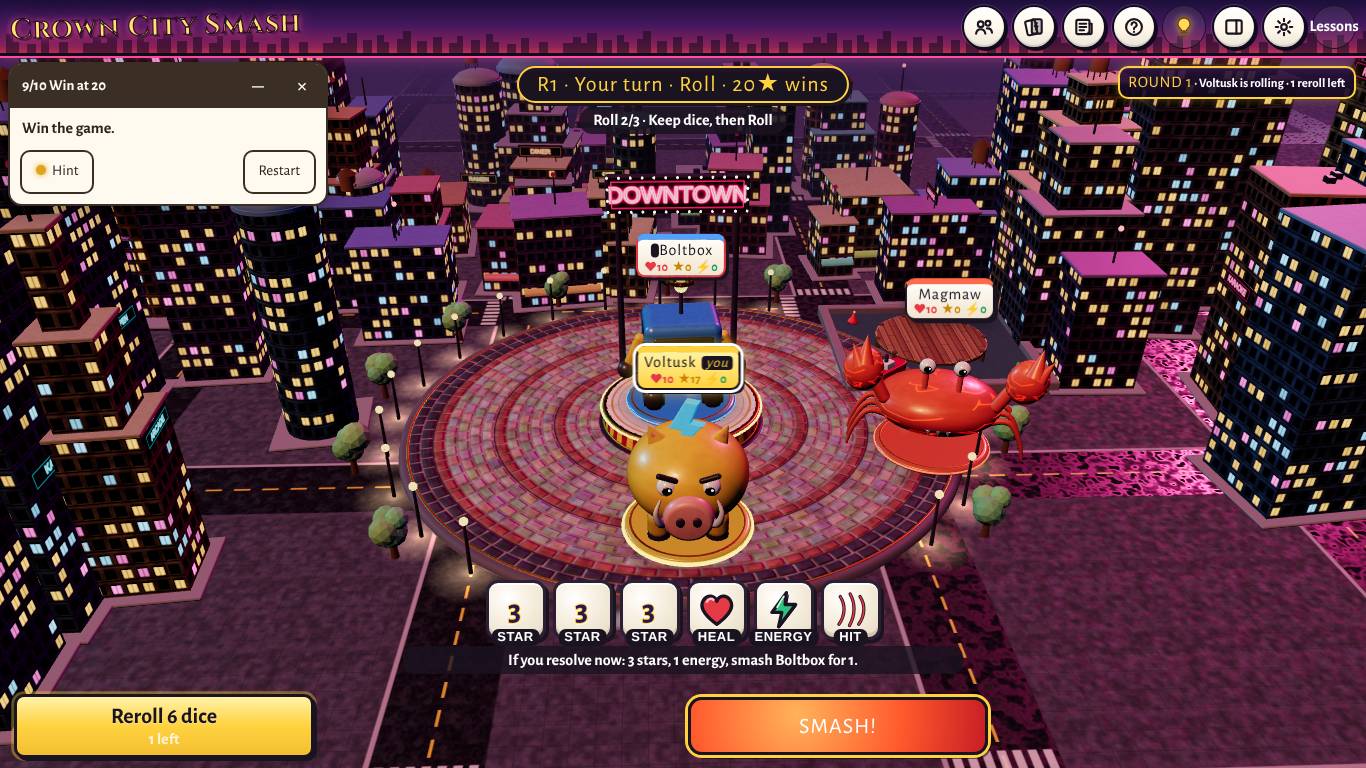 CROWN CITY SMASH
Lessons
9/10 Win at 20
Win the game.
Hint
Restart
R1 · Your turn · Roll · 20★ wins
Roll 2/3 · Keep dice, then Roll
ROUND 1 · Voltusk is rolling · 1 reroll left
DOWNTOWN
Boltbox
❤10 ★0 ⚡0
Magmaw
❤10 ★0 ⚡0
Voltusk you
❤10 ★17 ⚡0
3 3 3
STAR STAR STAR HEAL ENERGY HIT
If you resolve now: 3 stars, 1 energy, smash Boltbox for 1.
Reroll 6 dice
1 left
SMASH!